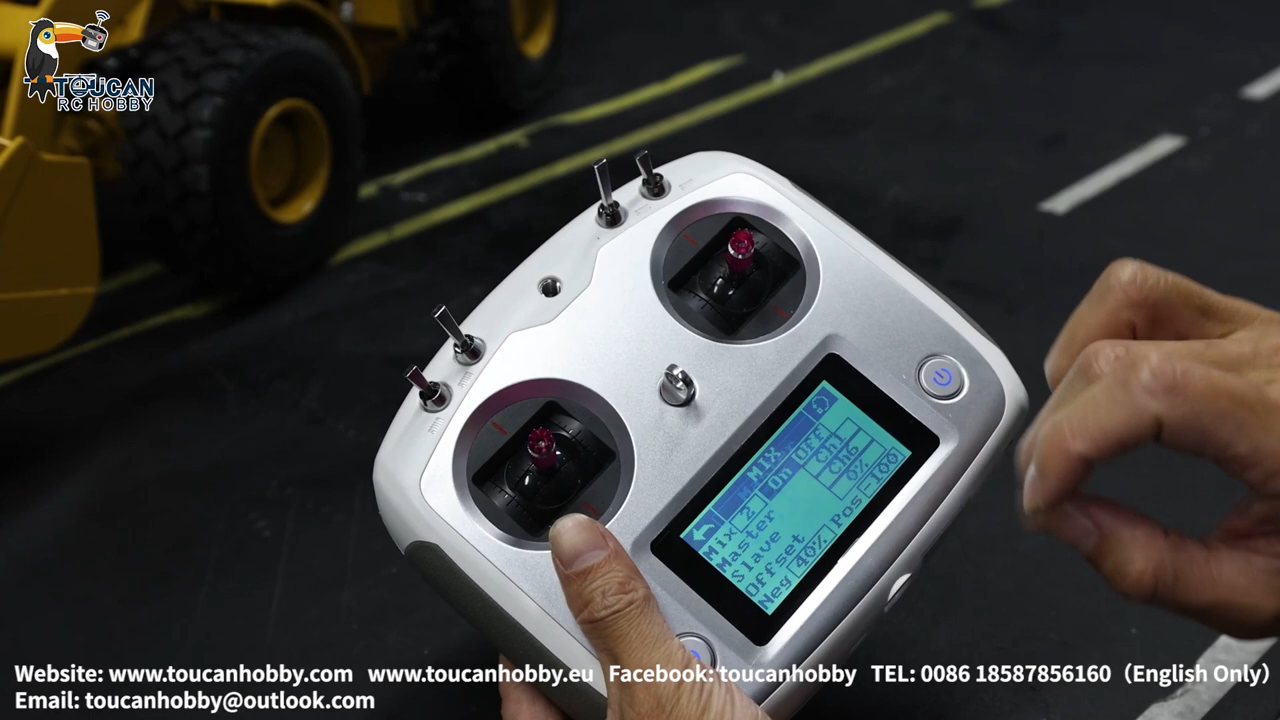 TOUCAN
RC HOBBY
M.MIX
Mix 2 On Off
Master Ch1
Slave Ch6
Offset 0%
Neg 40% Pos -100
Website: www.toucanhobby.com www.toucanhobby.eu Facebook: toucanhobby TEL: 0086 18587856160（English Only）
Email: toucanhobby@outlook.com